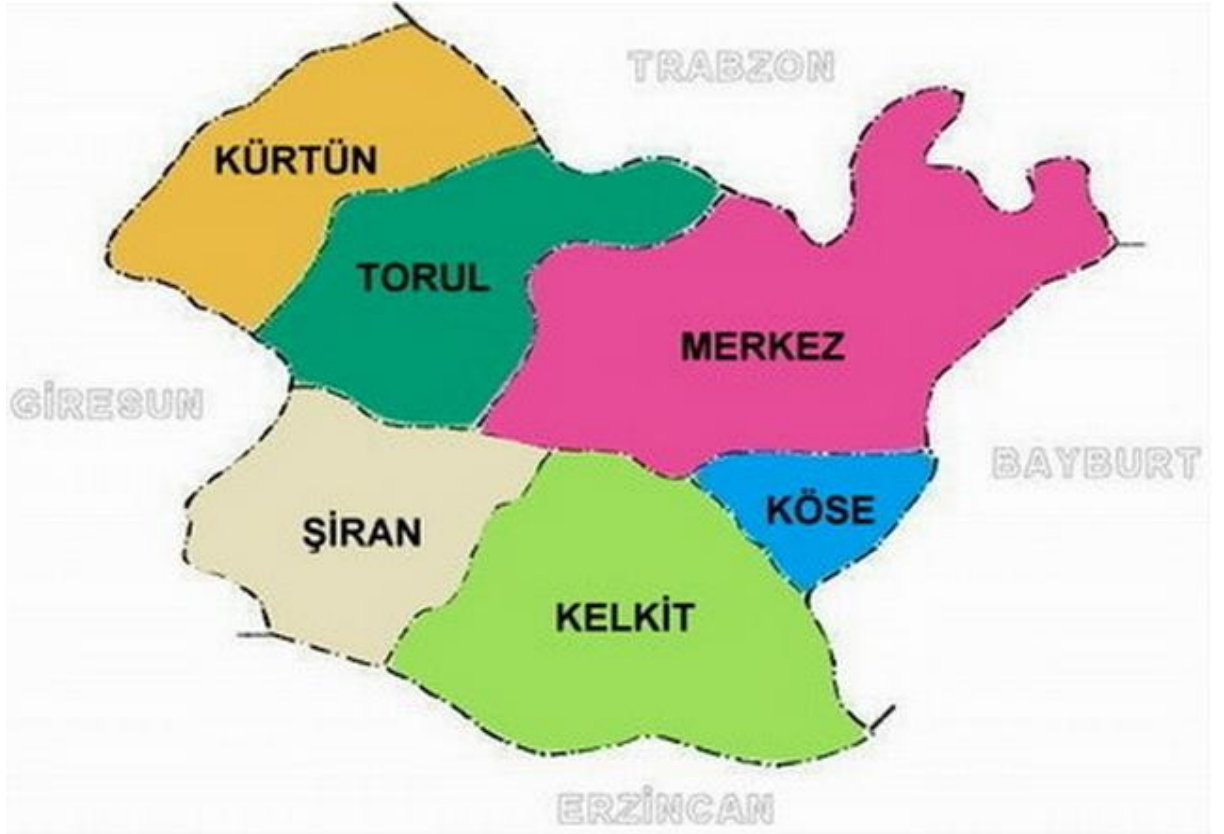 TRABZON
KÜRTÜN
TORUL
MERKEZ
GİRESUN
BAYBURT
KÖSE
ŞİRAN
KELKİT
ERZİNCAN